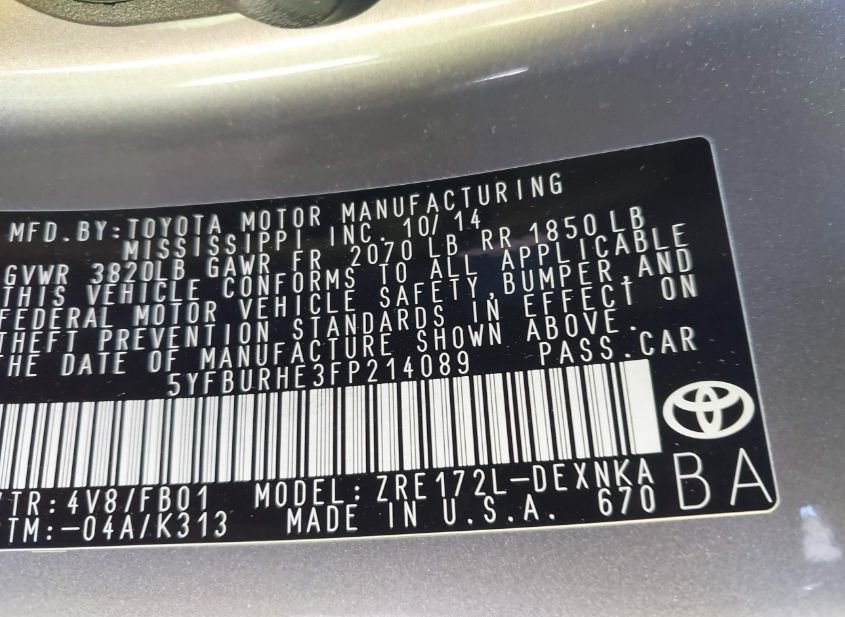 MFD.BY:TOYOTA MOTOR MANUFACTURING
MISSISSIPPI INC. 10/14
GVWR 3820LB GAWR FR 2070 LB RR 1850 LB
THIS VEHICLE CONFORMS TO ALL APPLICABLE
FEDERAL MOTOR VEHICLE SAFETY,BUMPER,AND
THEFT PREVENTION STANDARDS IN EFFECT ON
THE DATE OF MANUFACTURE SHOWN ABOVE.
5YFBURHE3FP214089 PASS.CAR
TR:4V8/FB01 MODEL:ZRE172L-DEXNKA
TM:-04A/K313 MADE IN U.S.A. 670
BA